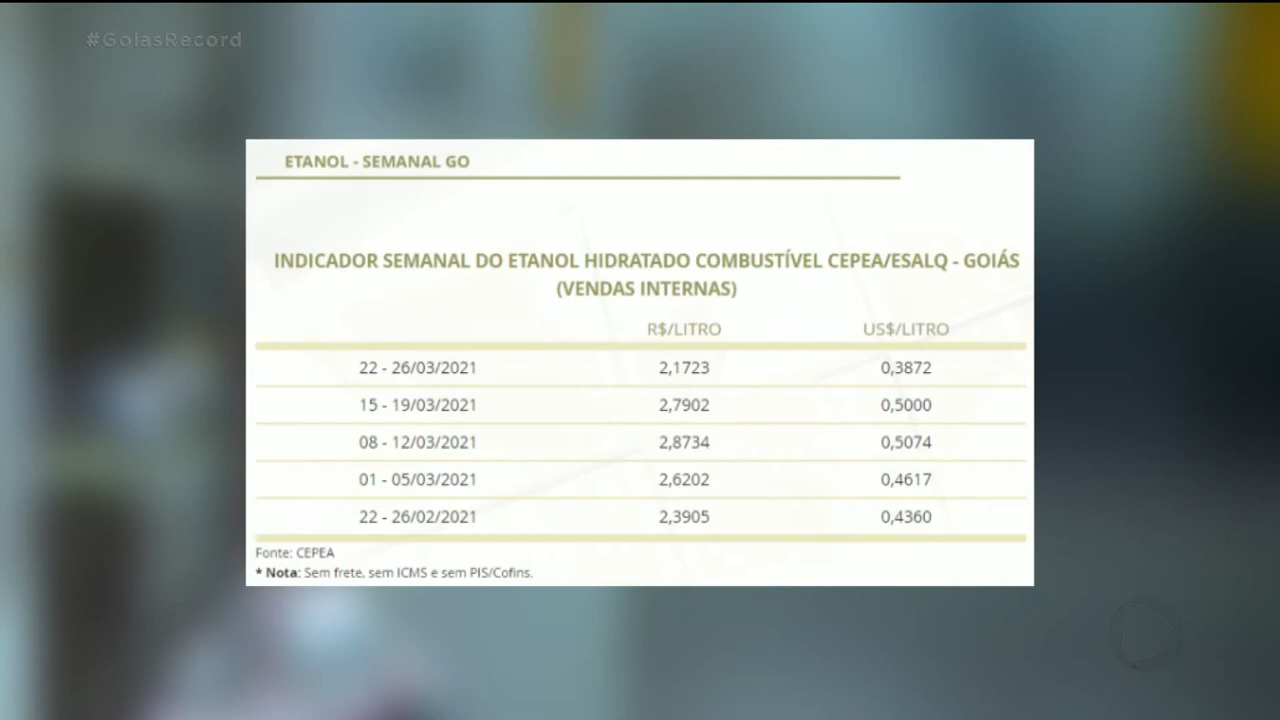 #GoiasRecord
ETANOL - SEMANAL GO
INDICADOR SEMANAL DO ETANOL HIDRATADO COMBUSTÍVEL CEPEA/ESALQ - GOIÁS
(VENDAS INTERNAS)
R$/LITRO US$/LITRO
22 - 26/03/2021 2,1723 0,3872
15 - 19/03/2021 2,7902 0,5000
08 - 12/03/2021 2,8734 0,5074
01 - 05/03/2021 2,6202 0,4617
22 - 26/02/2021 2,3905 0,4360
Fonte: CEPEA
* Nota: Sem frete, sem ICMS e sem PIS/Cofins.